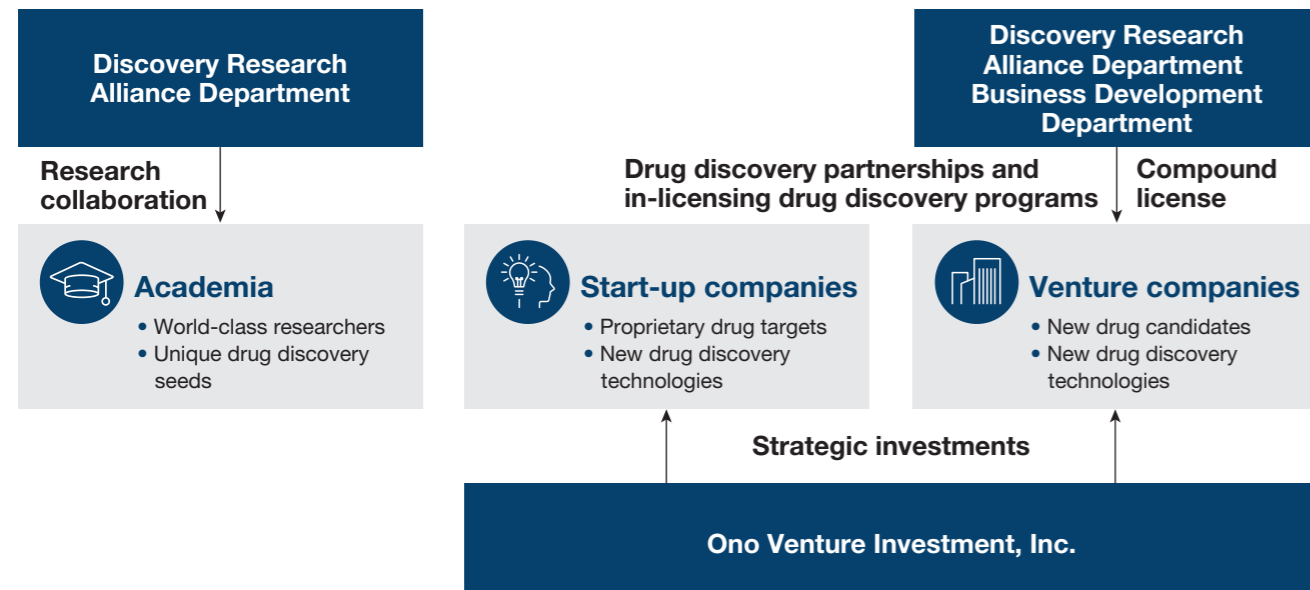 Discovery Research
Alliance Department
Discovery Research
Alliance Department
Business Development
Department
Research
collaboration
Drug discovery partnerships and
in-licensing drug discovery programs
Compound
license
Academia
• World-class researchers
• Unique drug discovery
seeds
Start-up companies
• Proprietary drug targets
• New drug discovery
technologies
Venture companies
• New drug candidates
• New drug discovery
technologies
Strategic investments
Ono Venture Investment, Inc.